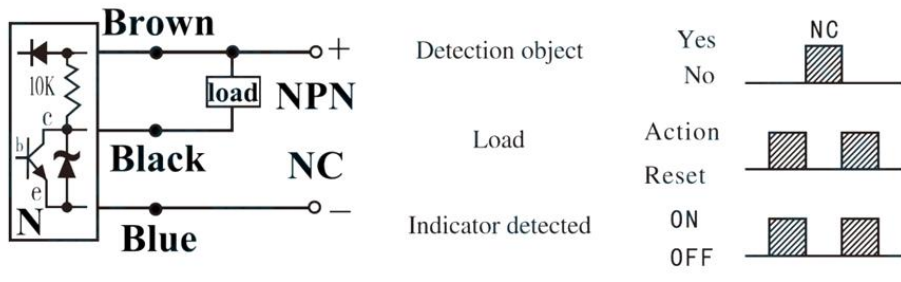 Brown
+
10K
load
NPN
c
b
Black
NC
e
N
Blue
−
Detection object
Yes
No
NC
Load
Action
Reset
Indicator detected
ON
OFF